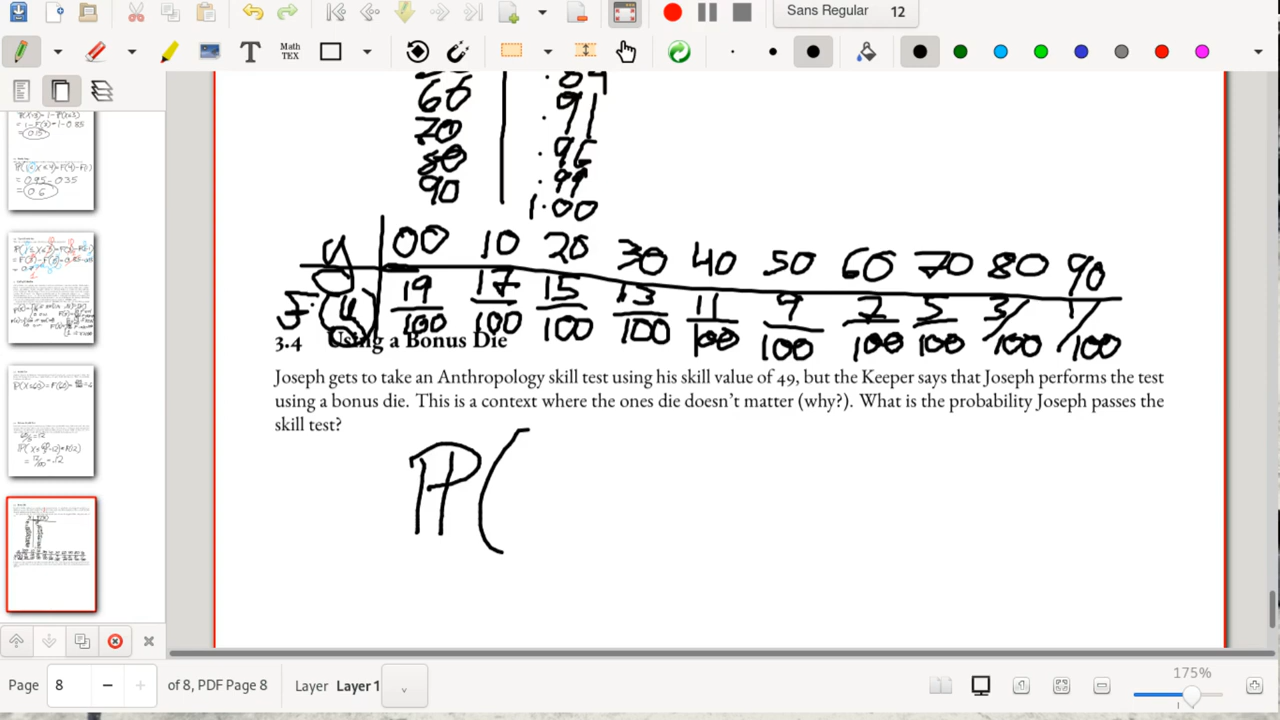 Sans Regular 12
T Math TEX
60 .91
70 .96
80 .99
90 1.00
y 00 10 20 30 40 50 60 70 80 90
19/100 17/100 15/100 13/100 11/100 9/100 7/100 5/100 3/100 1/100
3.4 Using a Bonus Die
Joseph gets to take an Anthropology skill test using his skill value of 49, but the Keeper says that Joseph performs the test
using a bonus die. This is a context where the ones die doesn't matter (why?). What is the probability Joseph passes the
skill test?
P(
175%
Page 8 of 8, PDF Page 8 Layer Layer 1